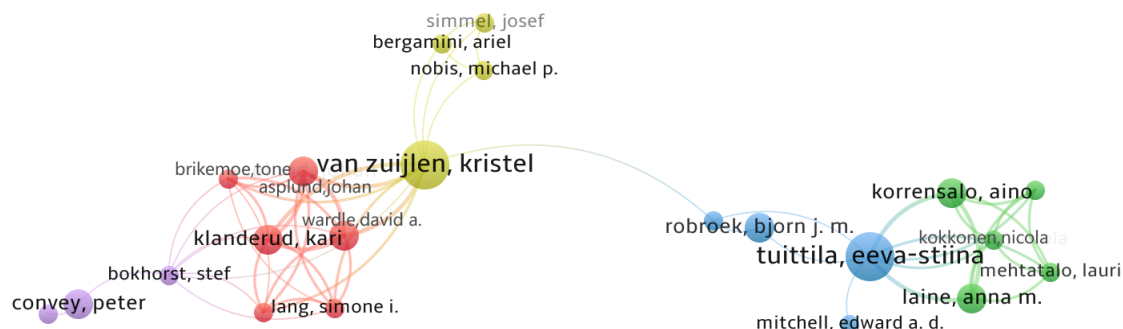 simmel, josef
bergamini, ariel
nobis, michael p.
van zuijlen, kristel
brikemoe,tone
asplund,johan
wardle,david a.
klanderud, kari
bokhorst, stef
convey, peter
lang, simone i.
korrensalo, aino
robroek, bjorn j. m.
kokkonen,nicola
tuittila, eeva-stiina
mehtatalo, lauri
laine, anna m.
mitchell, edward a. d.